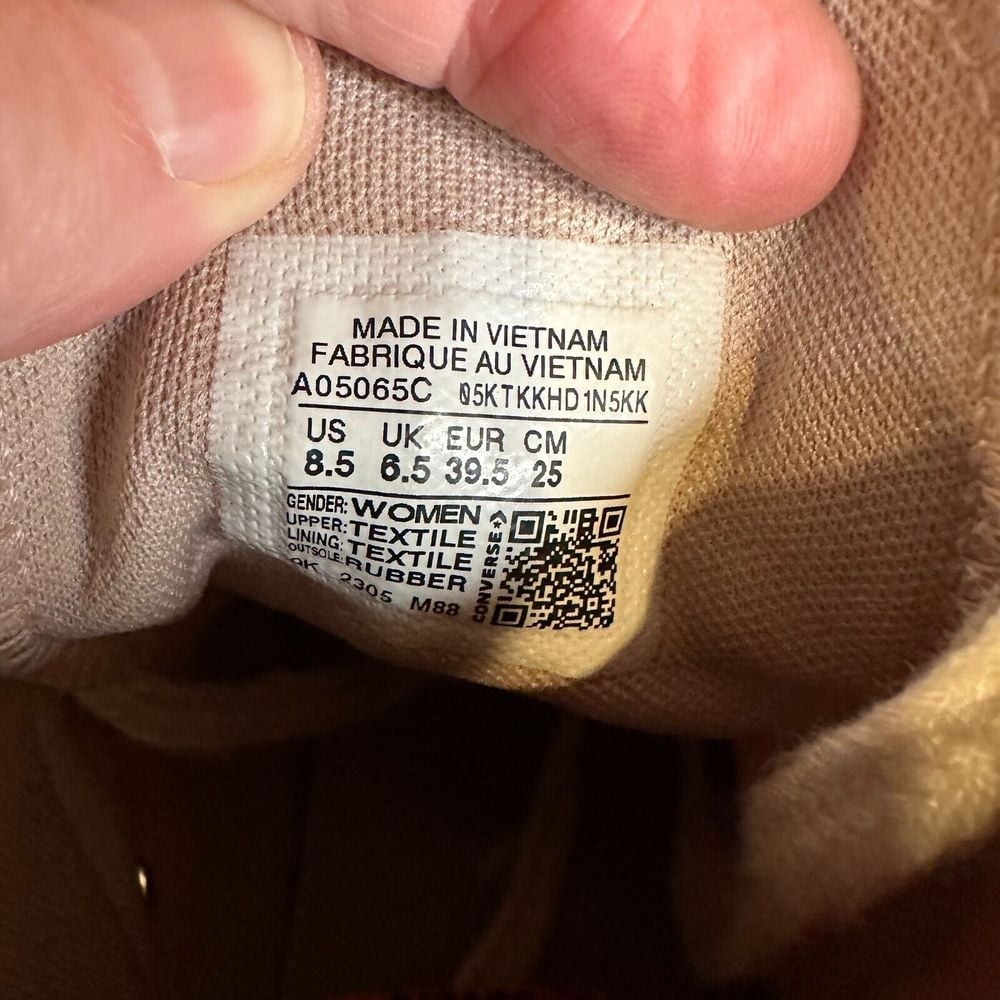 MADE IN VIETNAM
FABRIQUE AU VIETNAM
A05065C 05KTKKHD1N5KK
US UK EUR CM
8.5 6.5 39.5 25
GENDER: WOMEN
UPPER: TEXTILE
LINING: TEXTILE
OUTSOLE: RUBBER
2305 M88
CONVERSE